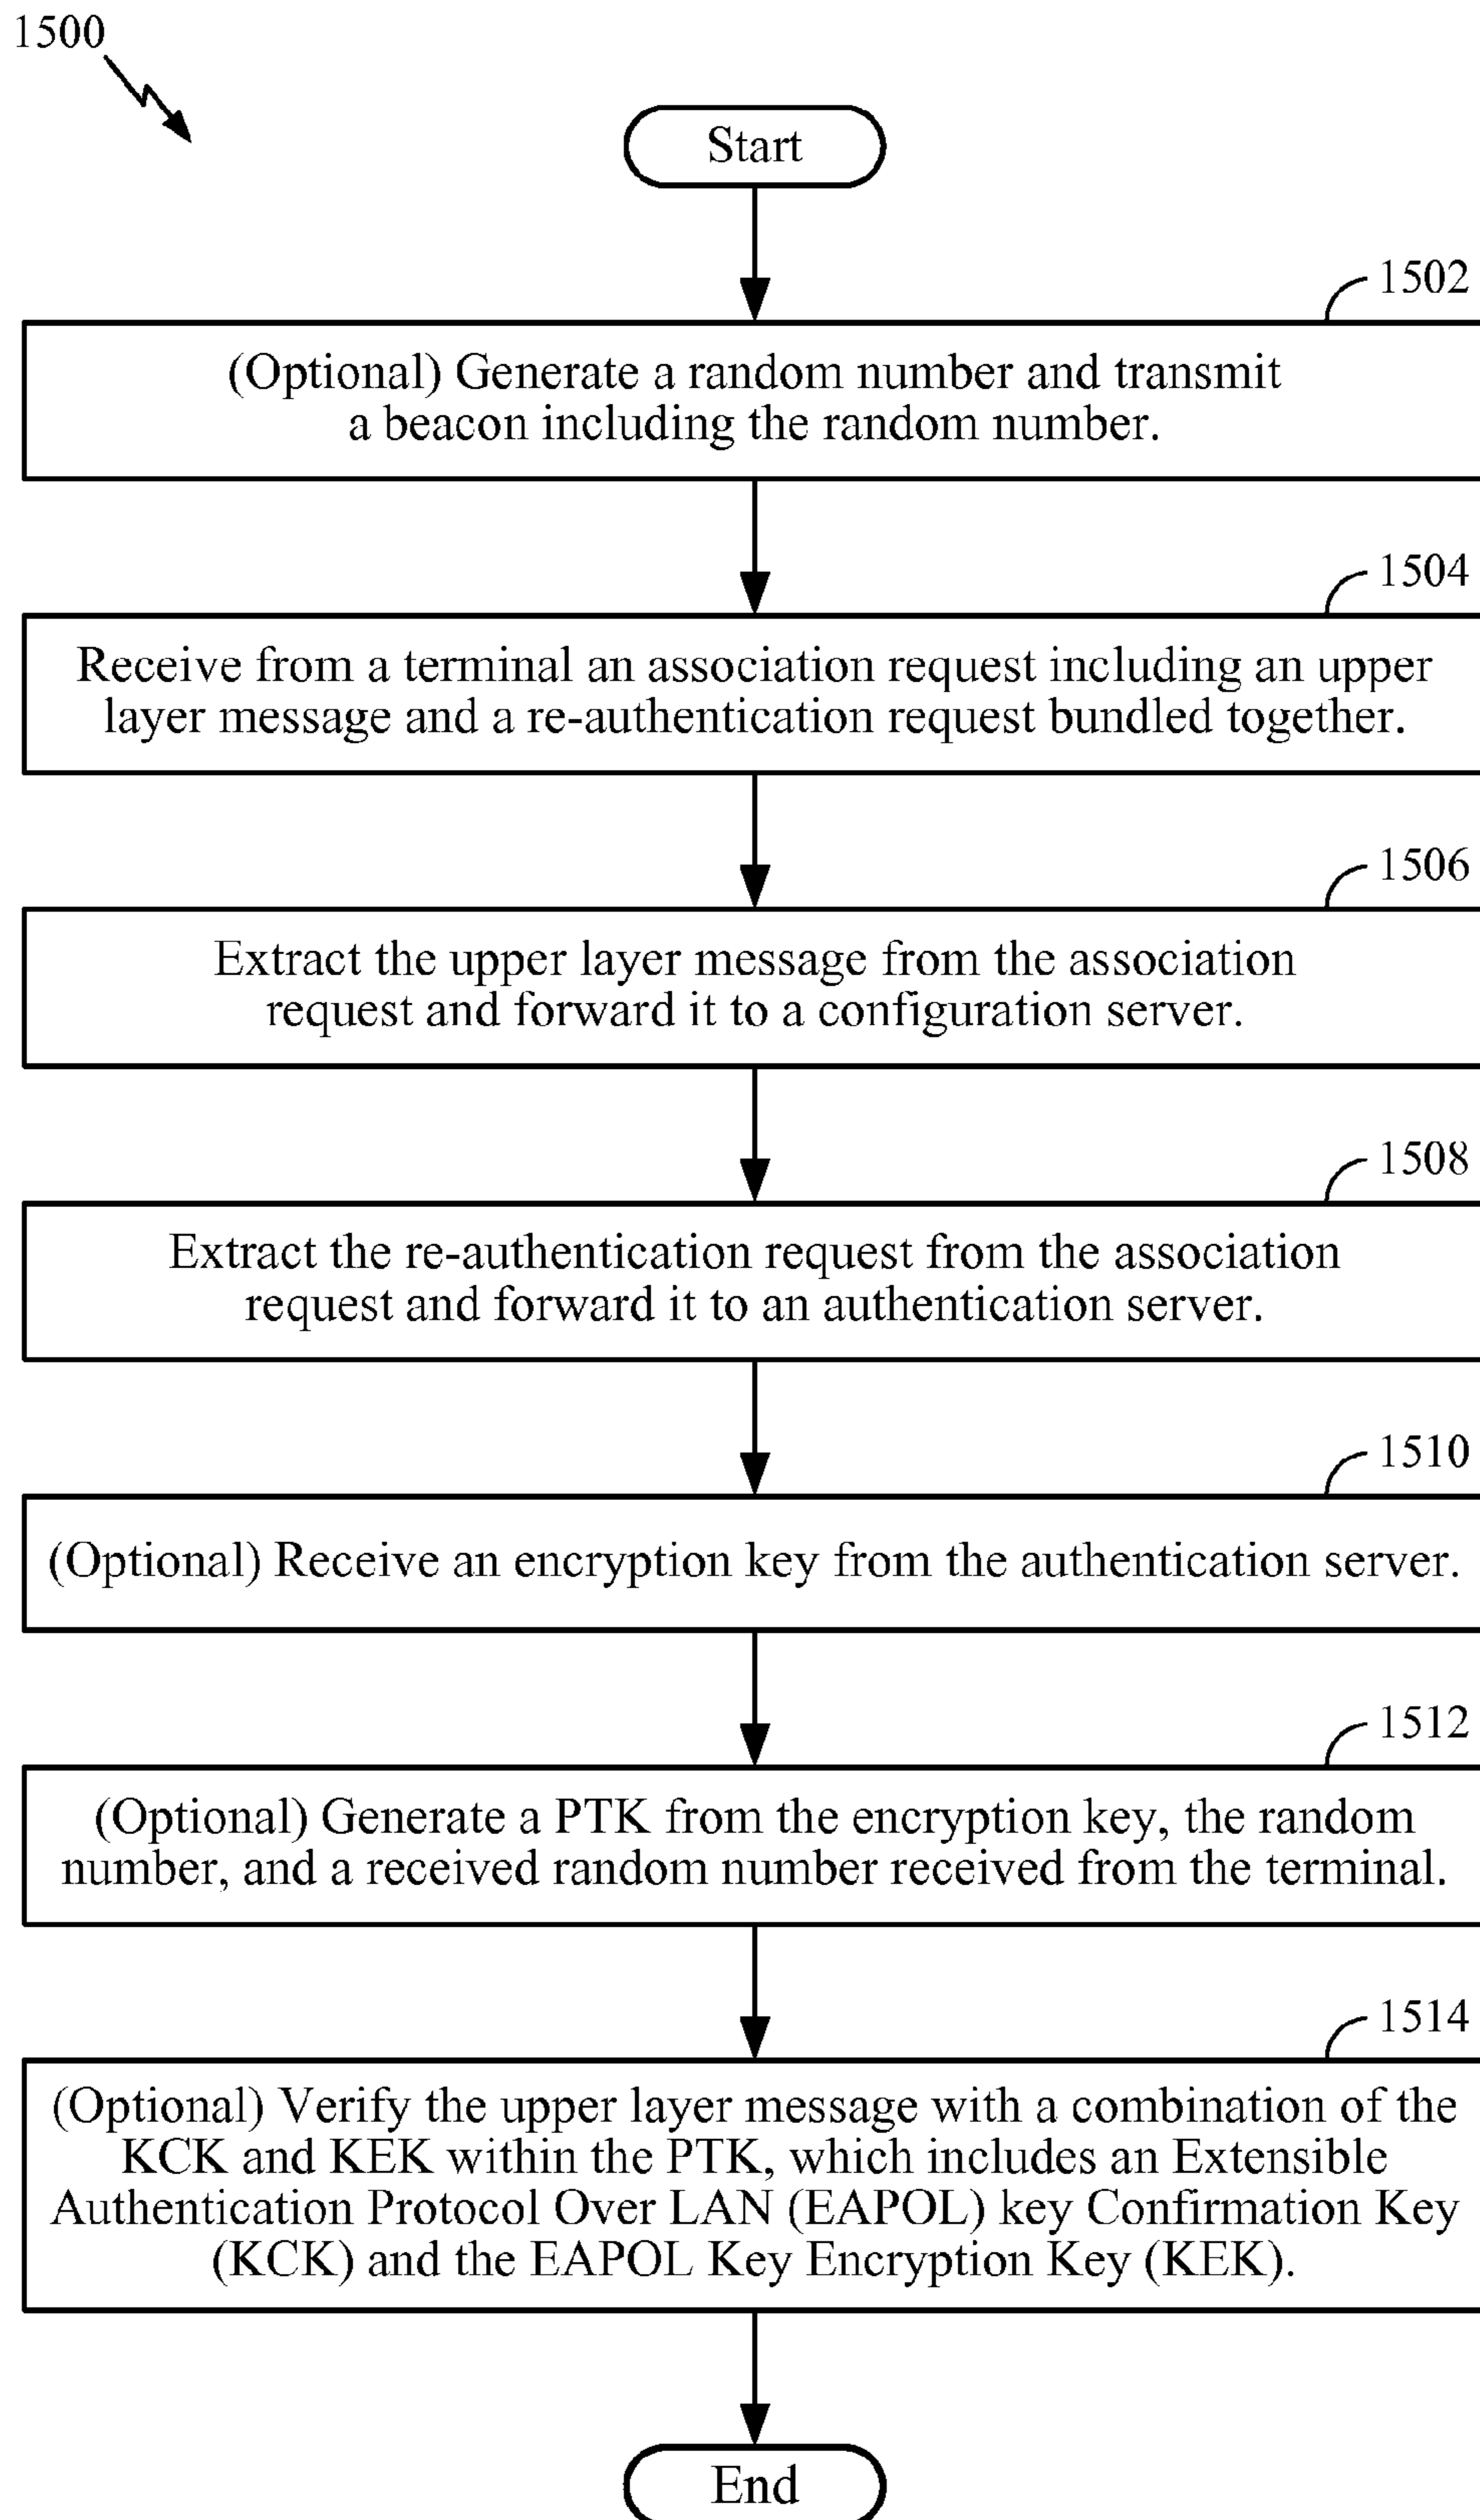 1500
Start
1502
(Optional) Generate a random number and transmit
a beacon including the random number.
1504
Receive from a terminal an association request including an upper
layer message and a re-authentication request bundled together.
1506
Extract the upper layer message from the association
request and forward it to a configuration server.
1508
Extract the re-authentication request from the association
request and forward it to an authentication server.
1510
(Optional) Receive an encryption key from the authentication server.
1512
(Optional) Generate a PTK from the encryption key, the random
number, and a received random number received from the terminal.
1514
(Optional) Verify the upper layer message with a combination of the
KCK and KEK within the PTK, which includes an Extensible
Authentication Protocol Over LAN (EAPOL) key Confirmation Key
(KCK) and the EAPOL Key Encryption Key (KEK).
End